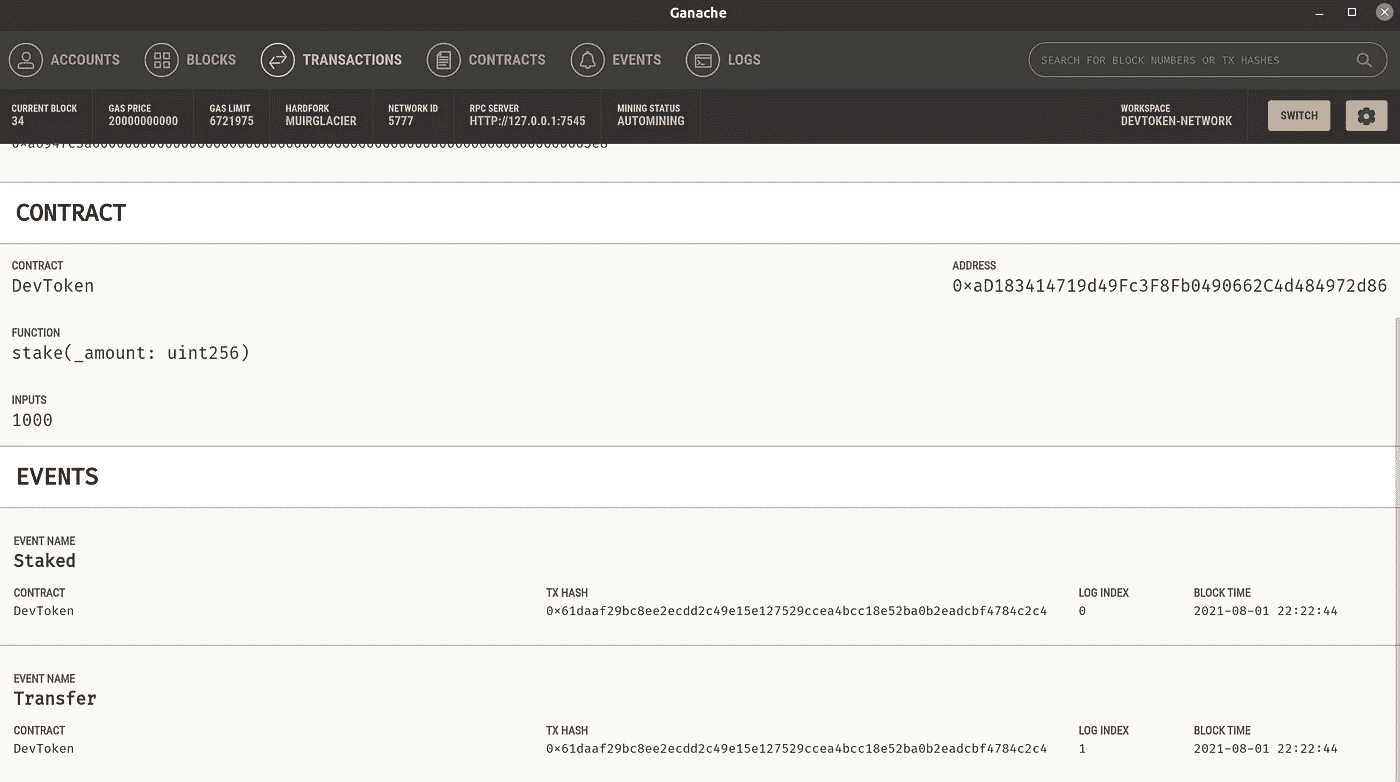 Ganache
ACCOUNTS BLOCKS TRANSACTIONS CONTRACTS EVENTS LOGS SEARCH FOR BLOCK NUMBERS OR TX HASHES
CURRENT BLOCK GAS PRICE GAS LIMIT HARDFORK NETWORK ID RPC SERVER MINING STATUS WORKSPACE
34 20000000000 6721975 MUIRGLACIER 5777 HTTP://127.0.0.1:7545 AUTOMINING DEVTOKEN-NETWORK SWITCH
CONTRACT
CONTRACT ADDRESS
DevToken 0×aD183414719d49Fc3F8Fb0490662C4d484972d86
FUNCTION
stake(_amount: uint256)
INPUTS
1000
EVENTS
EVENT NAME
Staked
CONTRACT TX HASH LOG INDEX BLOCK TIME
DevToken 0×61daaf29bc8ee2ecdd2c49e15e127529ccea4bcc18e52ba0b2eadcbf4784c2c4 0 2021-08-01 22:22:44
EVENT NAME
Transfer
CONTRACT TX HASH LOG INDEX BLOCK TIME
DevToken 0×61daaf29bc8ee2ecdd2c49e15e127529ccea4bcc18e52ba0b2eadcbf4784c2c4 1 2021-08-01 22:22:44